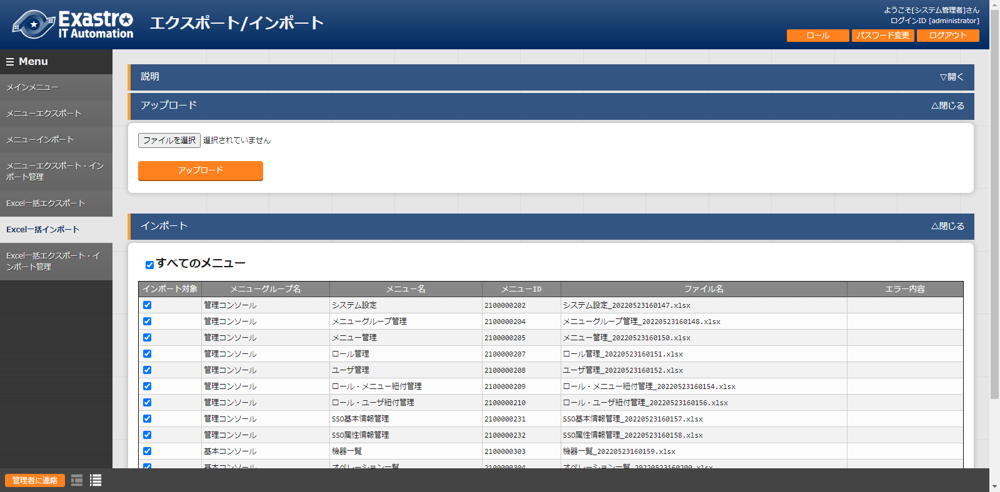 Exastro
IT Automation
エクスポート/インポート
ようこそ[システム管理者]さん
ログインID [administrator]
ロール
パスワード変更
ログアウト
Menu
メインメニュー
メニューエクスポート
メニューインポート
メニューエクスポート・イン
ポート管理
Excel一括エクスポート
Excel一括インポート
Excel一括エクスポート・イ
ンポート管理
説明 ▽開く
アップロード △閉じる
ファイルを選択 選択されていません
アップロード
インポート △閉じる
すべてのメニュー
インポート対象 メニューグループ名 メニュー名 メニューID ファイル名 エラー内容
管理コンソール システム設定 2100000202 システム設定_20220523160147.xlsx
管理コンソール メニューグループ管理 2100000204 メニューグループ管理_20220523160148.xlsx
管理コンソール メニュー管理 2100000205 メニュー管理_20220523160150.xlsx
管理コンソール ロール管理 2100000207 ロール管理_20220523160151.xlsx
管理コンソール ユーザ管理 2100000208 ユーザ管理_20220523160152.xlsx
管理コンソール ロール・メニュー紐付管理 2100000209 ロール・メニュー紐付管理_20220523160154.xlsx
管理コンソール ロール・ユーザ紐付管理 2100000210 ロール・ユーザ紐付管理_20220523160156.xlsx
管理コンソール SSO基本情報管理 2100000231 SSO基本情報管理_20220523160157.xlsx
管理コンソール SSO属性情報管理 2100000232 SSO属性情報管理_20220523160158.xlsx
基本コンソール 機器一覧 2100000303 機器一覧_20220523160159.xlsx
基本コンソール オペレーション一覧 2100000304 オペレーション一覧_20220523160200.xlsx
管理者に連絡